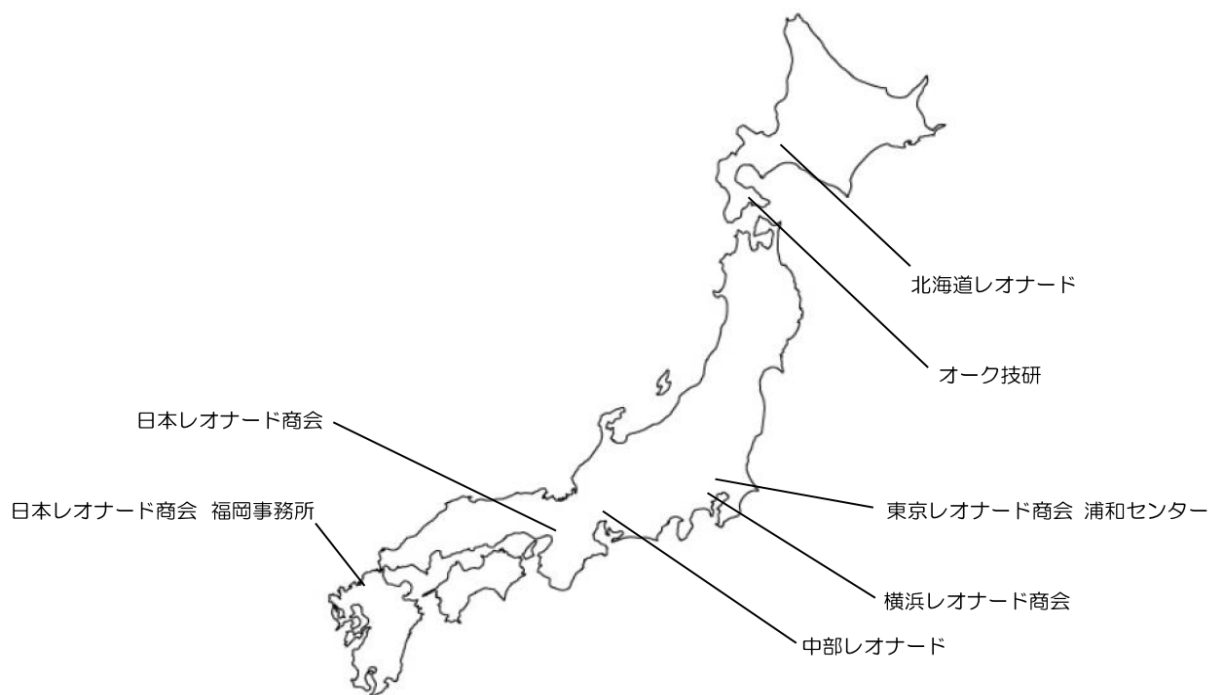 北海道レオナード
オーク技研
日本レオナード商会
日本レオナード商会 福岡事務所
東京レオナード商会 浦和センター
横浜レオナード商会
中部レオナード